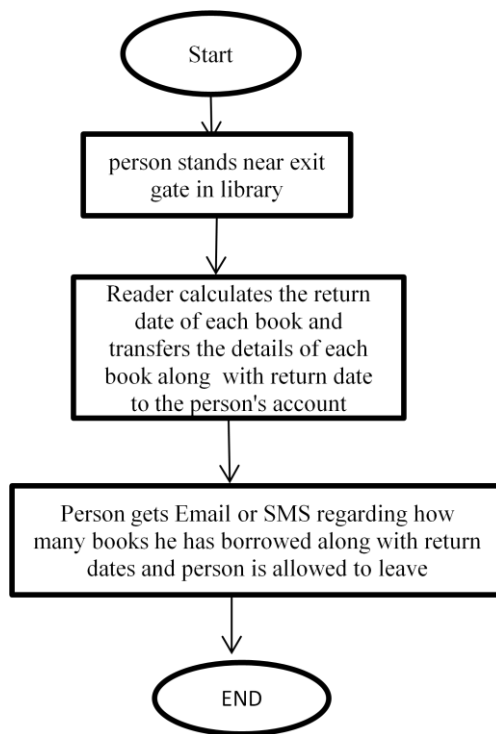 Start
person stands near exit
gate in library
Reader calculates the return
date of each book and
transfers the details of each
book along with return date
to the person's account
Person gets Email or SMS regarding how
many books he has borrowed along with return
dates and person is allowed to leave
END